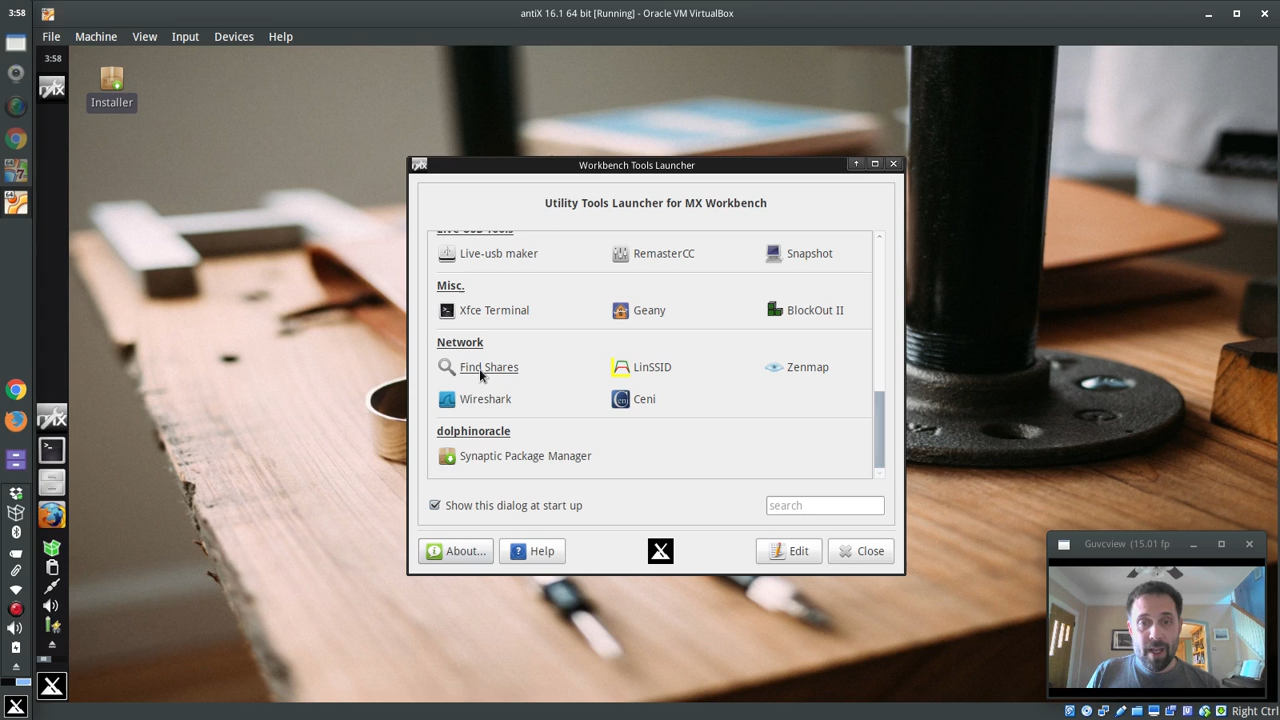 3:58
antiX 16.1 64 bit [Running] - Oracle VM VirtualBox
File Machine View Input Devices Help
3:58
Installer
Workbench Tools Launcher
Utility Tools Launcher for MX Workbench
Live-usb maker RemasterCC Snapshot
Misc.
Xfce Terminal Geany BlockOut II
Network
Find Shares LinSSID Zenmap
Wireshark Ceni
dolphinoracle
Synaptic Package Manager
Show this dialog at start up search
About... Help Edit Close
Guvcview (15.01 fp
Right Ctrl